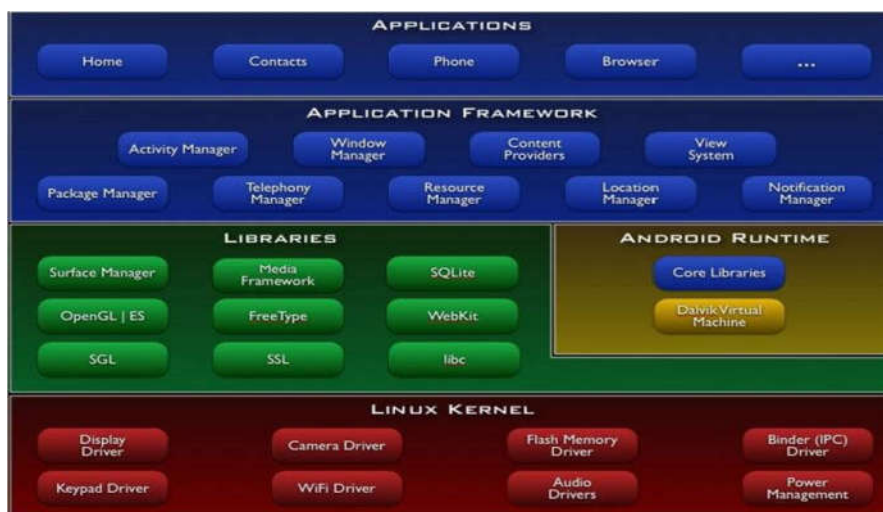 APPLICATIONS
Home
Contacts
Phone
Browser
...
APPLICATION FRAMEWORK
Activity Manager
Window
Manager
Content
Providers
View
System
Package Manager
Telephony
Manager
Resource
Manager
Location
Manager
Notification
Manager
LIBRARIES
Surface Manager
Media
Framework
SQLite
OpenGL | ES
FreeType
WebKit
SGL
SSL
libc
ANDROID RUNTIME
Core Libraries
Dalvik Virtual
Machine
LINUX KERNEL
Display
Driver
Camera Driver
Flash Memory
Driver
Binder (IPC)
Driver
Keypad Driver
WiFi Driver
Audio
Drivers
Power
Management